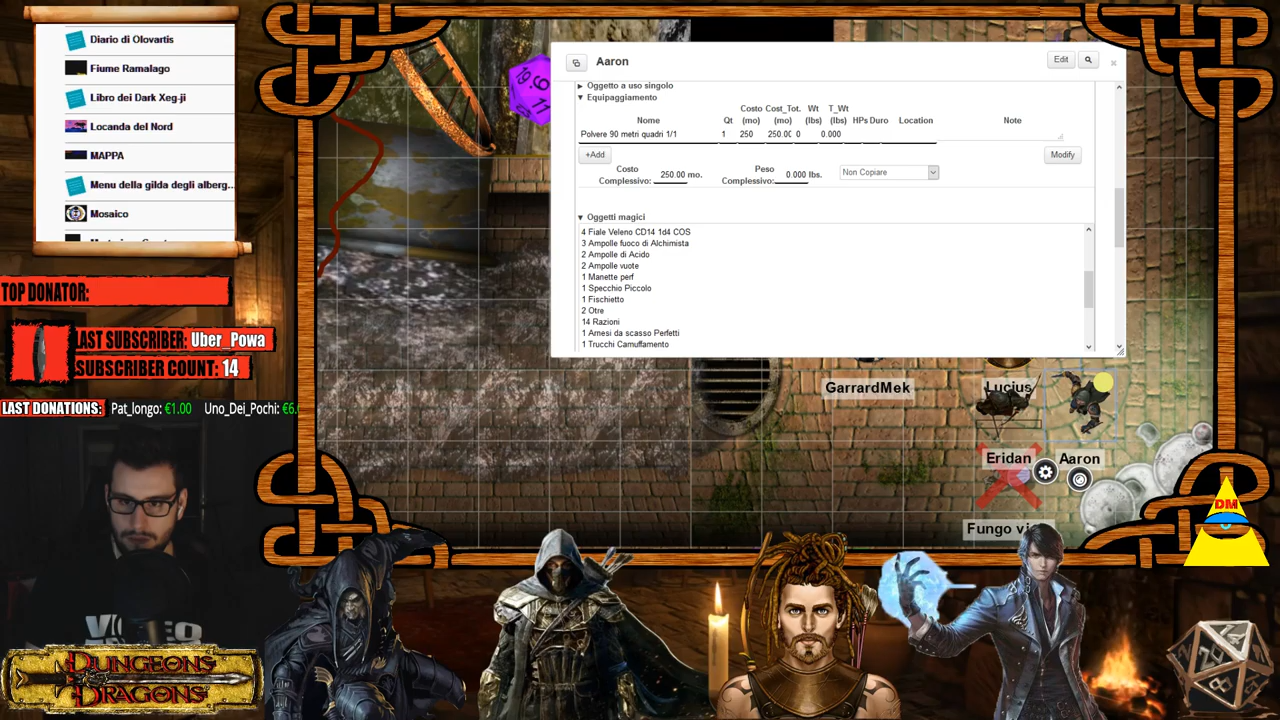 Diario di Olovartis
Fiume Ramalago
Libro dei Dark Xeg-ji
Locanda del Nord
MAPPA
Menu della gilda degli alberg...
Mosaico
TOP DONATOR:
LAST SUBSCRIBER: Uber_Powa
SUBSCRIBER COUNT: 14
LAST DONATIONS: Pat_longo: €1.00 Uno_Dei_Pochi: €6.
Aaron
Edit
Oggetto a uso singolo
Equipaggiamento
Nome Qt Costo (mo) Cost_Tot. (mo) Wt (lbs) T_Wt (lbs) HPs Duro Location Note
Polvere 90 metri quadri 1/1 1 250 250.00 0 0.000
+Add
Modify
Costo Complessivo: 250.00 mo. Peso Complessivo: 0.000 lbs. Non Copiare
Oggetti magici
4 Fiale Veleno CD14 1d4 COS
3 Ampolle fuoco di Alchimista
2 Ampolle di Acido
2 Ampolle vuote
1 Manette perf
1 Specchio Piccolo
1 Fischietto
2 Otre
14 Razioni
1 Arnesi da scasso Perfetti
1 Trucchi Camuffamento
GarrardMek
Lucius
Eridan
Aaron
Fungo vi
DM
DUNGEONS
DRAGONS
20
8